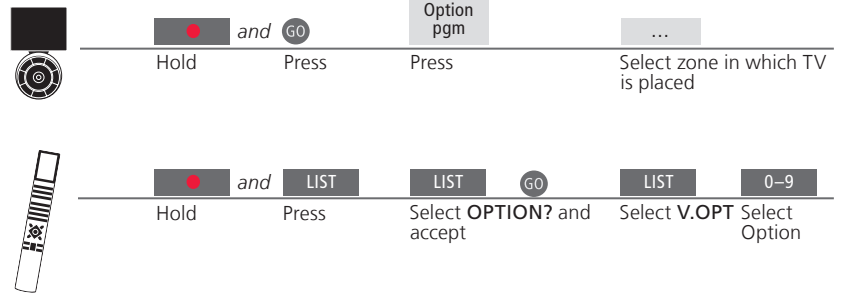 Option
pgm
and GO
...
Hold
Press
Press
Select zone in which TV
is placed
and LIST LIST GO LIST 0–9
Hold
Press
Select OPTION? and
accept
Select V.OPT
Select
Option